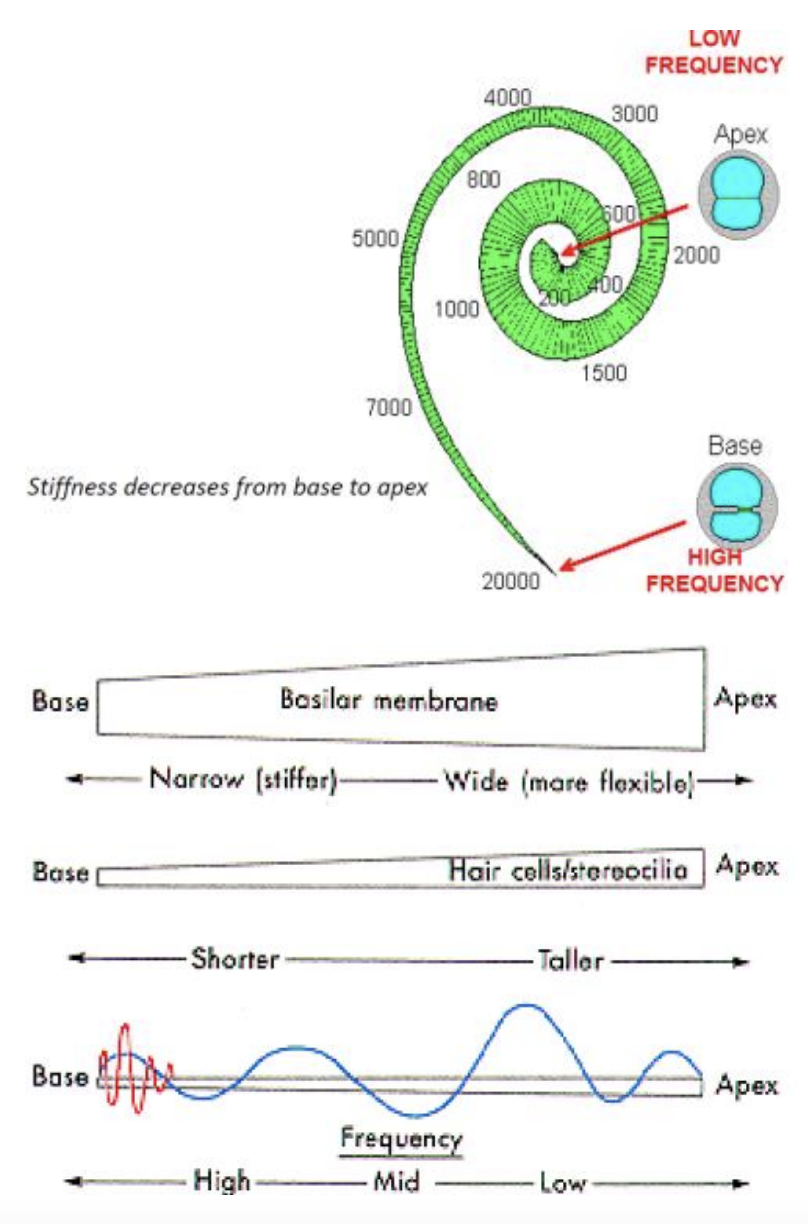 LOW
FREQUENCY
4000
3000
Apex
800
600
5000
2000
200
400
1000
1500
7000
Base
Stiffness decreases from base to apex
HIGH
20000
FREQUENCY
Base
Basilar membrane
Apex
Narrow (stiffer)
Wide (more flexible)
Base
Hair cells/stereocilia
Apex
Shorter
Taller
Base
Apex
Frequency
High
Mid
Low